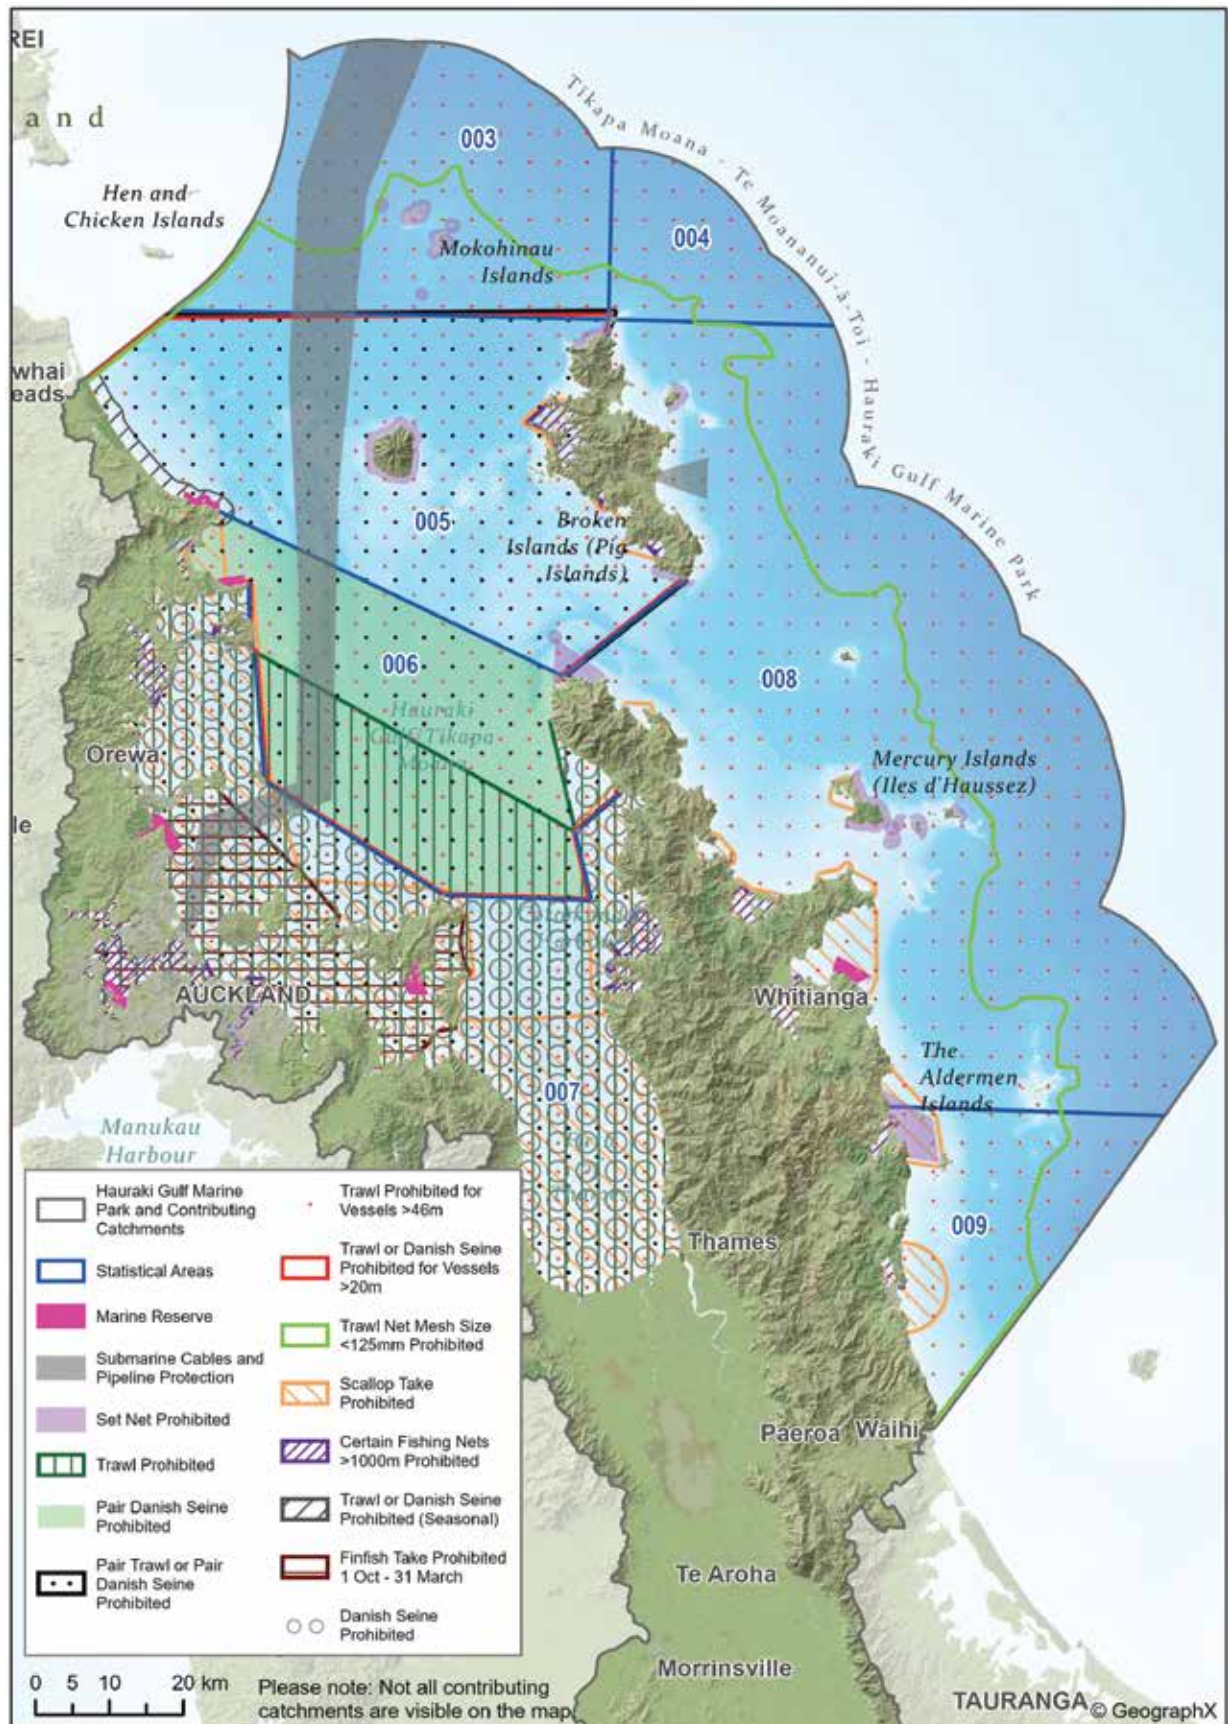 REI
and
003
Hen and
Chicken Islands
Tīkapa Moana - Te Moananui-ā-Toi - Hauraki Gulf Marine Park
004
Mokohinau
Islands
whai
eads
005
Broken
Islands (Pig
Islands)
006
008
Hauraki
Gulf/Tikapa
Moana
Orewa
Mercury Islands
(Iles d'Haussez)
le
AUCKLAND
Whitianga
The
Aldermen
Islands
007
Manukau
Harbour
009
Thames
Hauraki Gulf Marine
Park and Contributing
Catchments
Statistical Areas
Marine Reserve
Submarine Cables and
Pipeline Protection
Set Net Prohibited
Trawl Prohibited
Pair Danish Seine
Prohibited
Pair Trawl or Pair
Danish Seine
Prohibited
Trawl Prohibited for
Vessels >46m
Trawl or Danish Seine
Prohibited for Vessels
>20m
Trawl Net Mesh Size
<125mm Prohibited
Scallop Take
Prohibited
Certain Fishing Nets
>1000m Prohibited
Trawl or Danish Seine
Prohibited (Seasonal)
Finfish Take Prohibited
1 Oct - 31 March
Danish Seine
Prohibited
Paeroa Waihi
Te Aroha
Morrinsville
0 5 10 20 km
Please note: Not all contributing
catchments are visible on the map
TAURANGA © GeographX